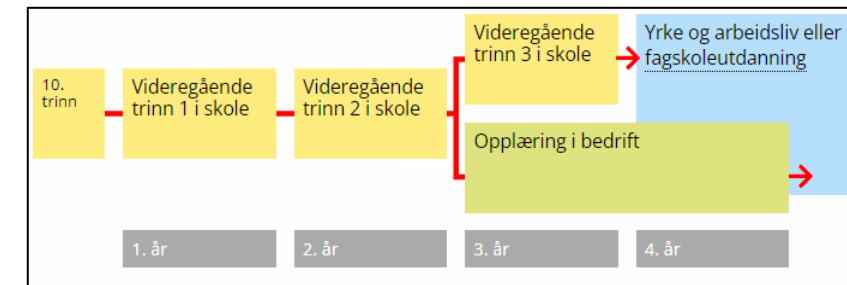 10.
trinn
Videregående
trinn 1 i skole
Videregående
trinn 2 i skole
Videregående
trinn 3 i skole
Yrke og arbeidsliv eller
fagskoleutdanning
Opplæring i bedrift
1. år
2. år
3. år
4. år